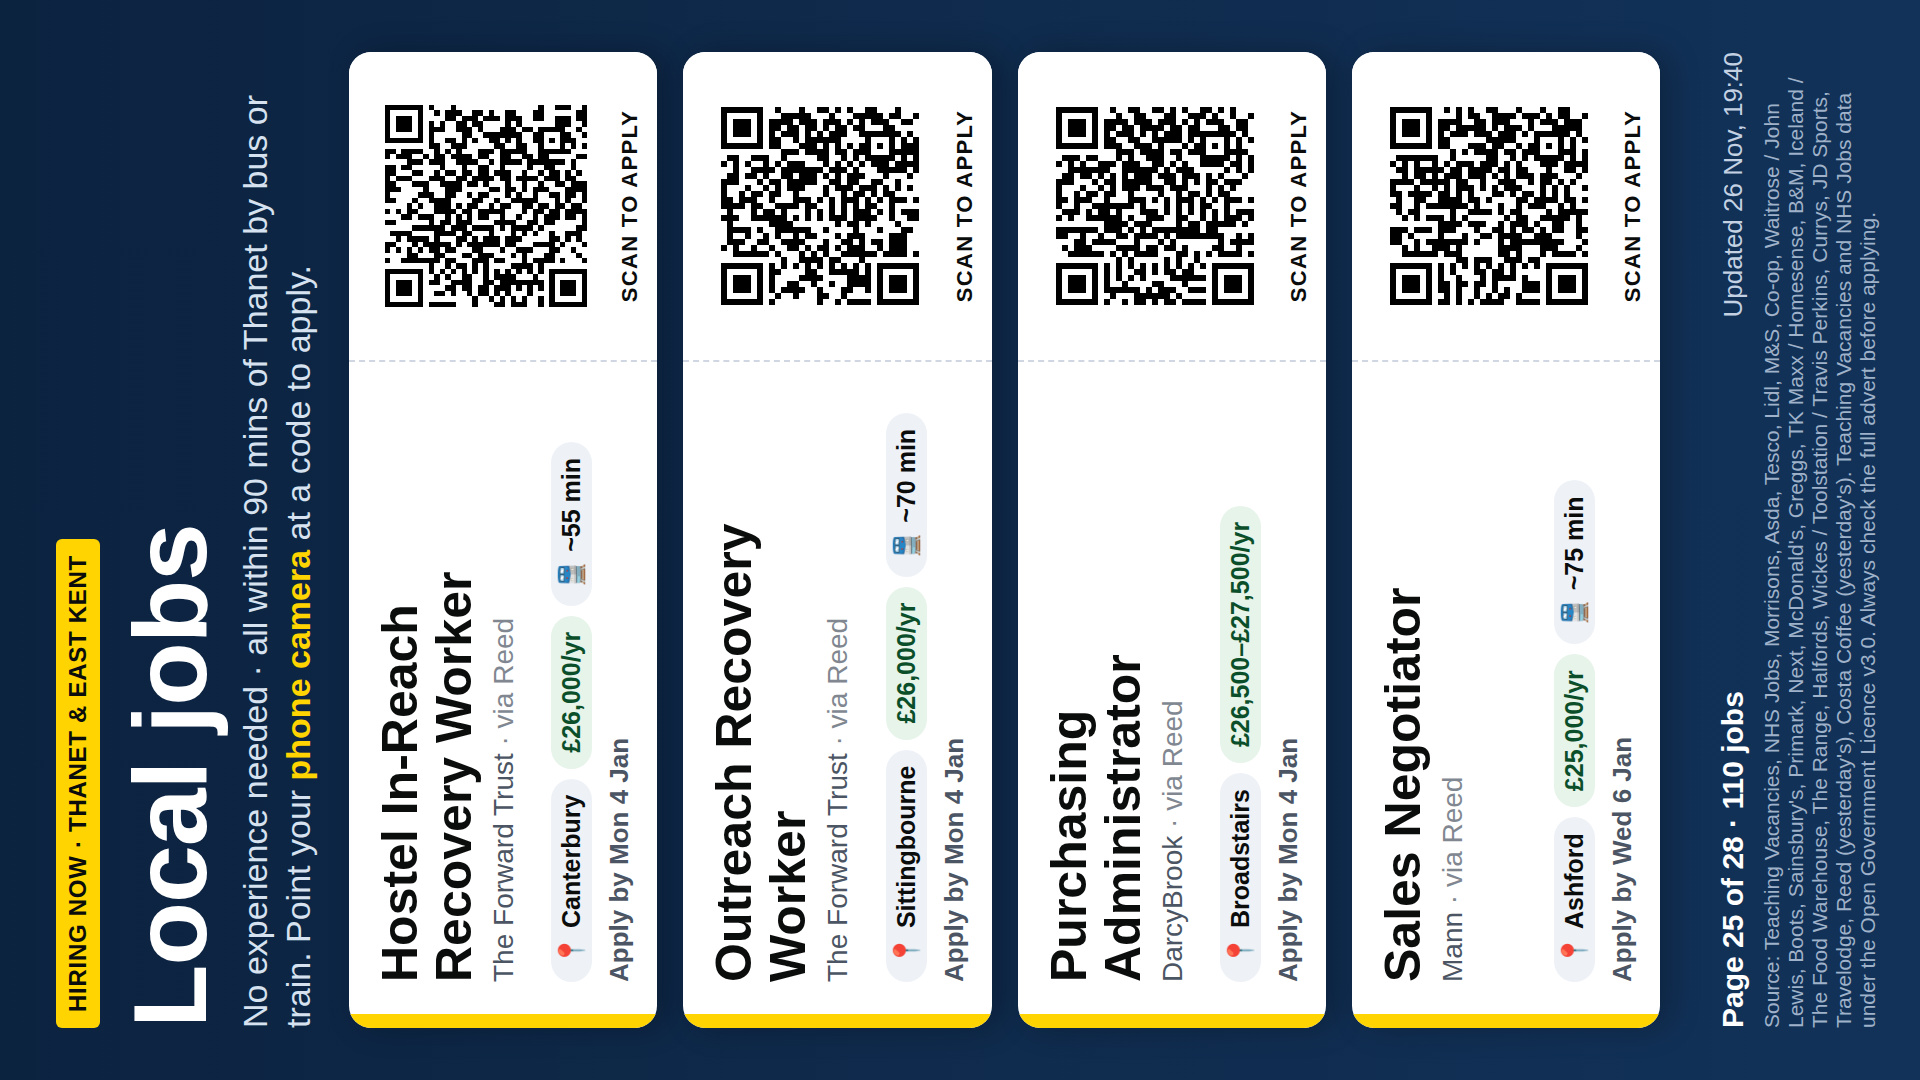 HIRING NOW · THANET & EAST KENT
Local jobs
No experience needed · all within 90 mins of Thanet by bus or
train. Point your phone camera at a code to apply.
Hostel In-Reach
Recovery Worker
The Forward Trust · via Reed
📍 Canterbury £26,000/yr 🚆 ~55 min
Apply by Mon 4 Jan
SCAN TO APPLY
Outreach Recovery
Worker
The Forward Trust · via Reed
📍 Sittingbourne £26,000/yr 🚆 ~70 min
Apply by Mon 4 Jan
SCAN TO APPLY
Purchasing
Administrator
DarcyBrook · via Reed
📍 Broadstairs £26,500–£27,500/yr
Apply by Mon 4 Jan
SCAN TO APPLY
Sales Negotiator
Mann · via Reed
📍 Ashford £25,000/yr 🚆 ~75 min
Apply by Wed 6 Jan
SCAN TO APPLY
Page 25 of 28 · 110 jobs Updated 26 Nov, 19:40
Source: Teaching Vacancies, NHS Jobs, Morrisons, Asda, Tesco, Lidl, M&S, Co-op, Waitrose / John
Lewis, Boots, Sainsbury's, Primark, Next, McDonald's, Greggs, TK Maxx / Homesense, B&M, Iceland /
The Food Warehouse, The Range, Halfords, Wickes / Toolstation / Travis Perkins, Currys, JD Sports,
Travelodge, Reed (yesterday's), Costa Coffee (yesterday's). Teaching Vacancies and NHS Jobs data
under the Open Government Licence v3.0. Always check the full advert before applying.